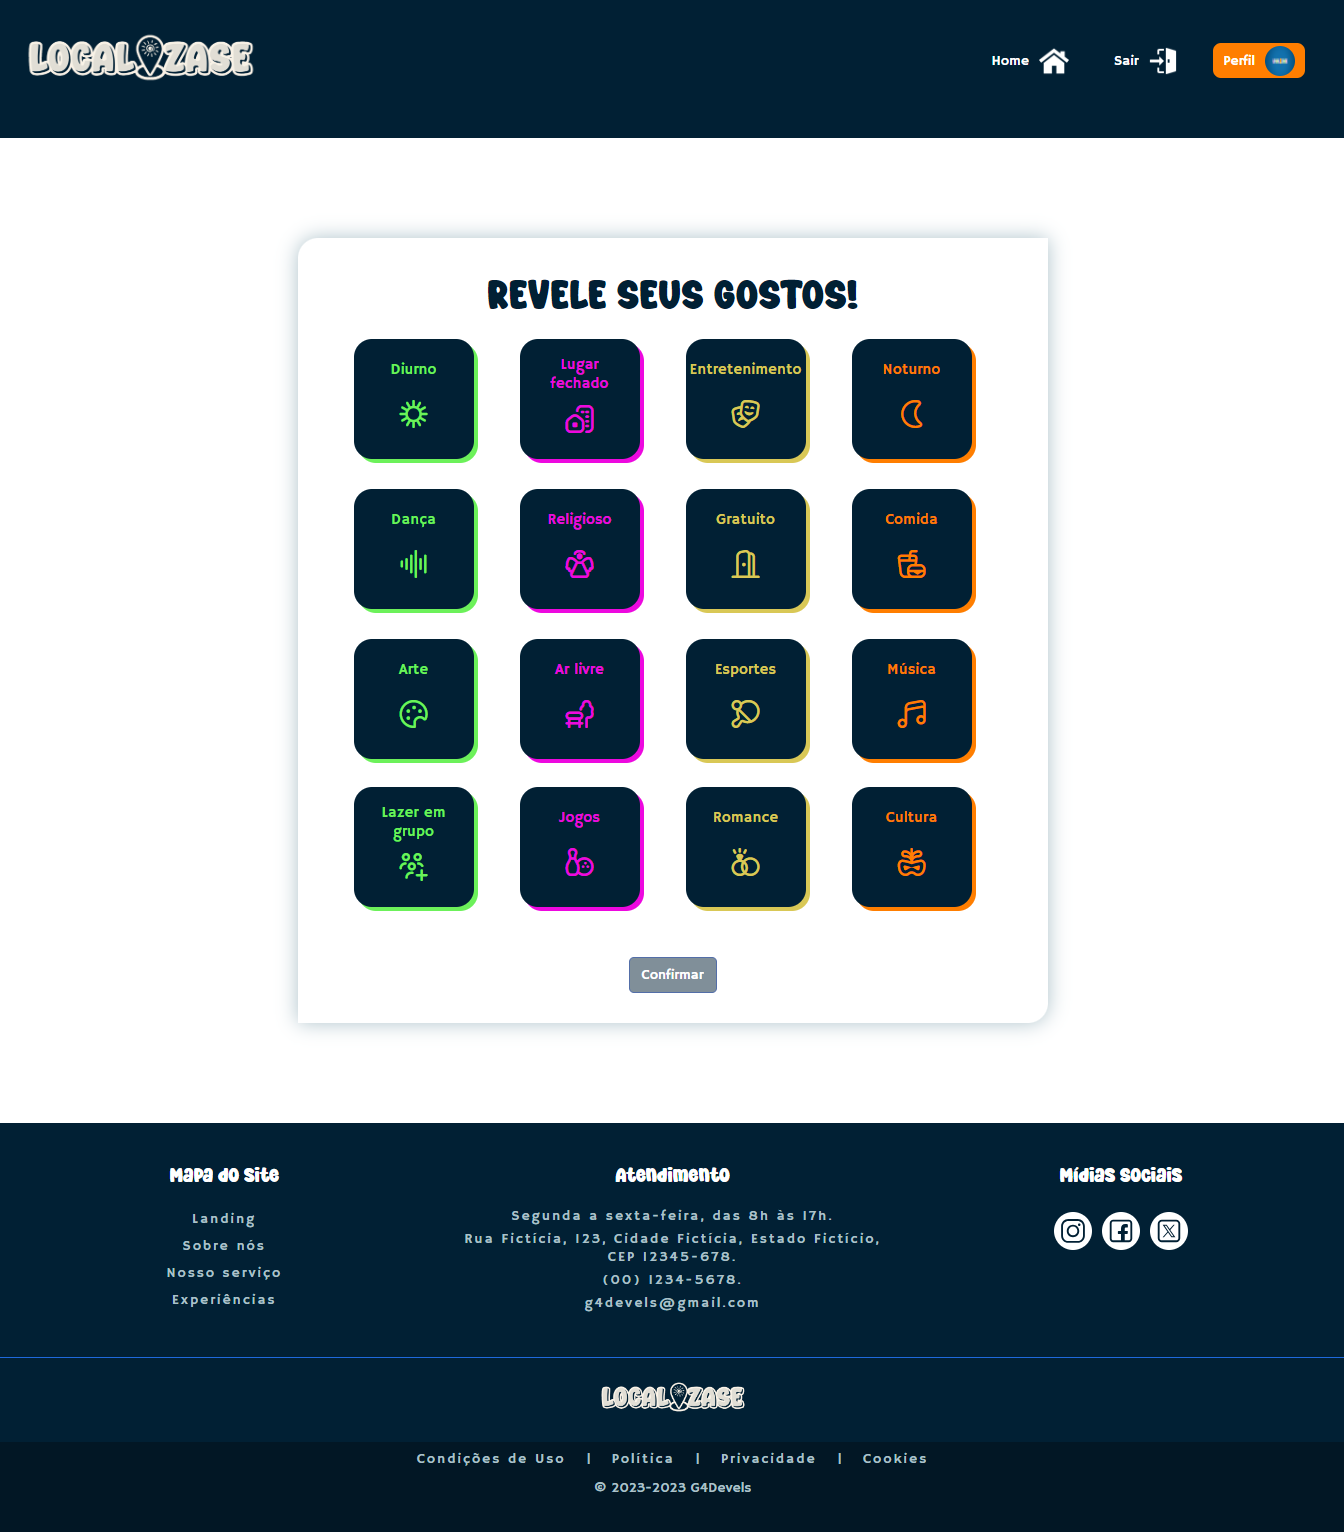 LOCALZASE
Home
Sair
Perfil
REVELE SEUS GOSTOS!
Diurno
Lugar
fechado
Entretenimento
Noturno
Dança
Religioso
Gratuito
Comida
Arte
Ar livre
Esportes
Música
Lazer em
grupo
Jogos
Romance
Cultura
Confirmar
Mapa do Site
Landing
Sobre nós
Nosso serviço
Experiências
Atendimento
Segunda a sexta-feira, das 8h às 17h.
Rua Fictícia, 123, Cidade Fictícia, Estado Fictício,
CEP 12345-678.
(00) 1234-5678.
g4devels@gmail.com
Mídias sociais
LOCALZASE
Condições de Uso | Política | Privacidade | Cookies
© 2023-2023 G4Devels